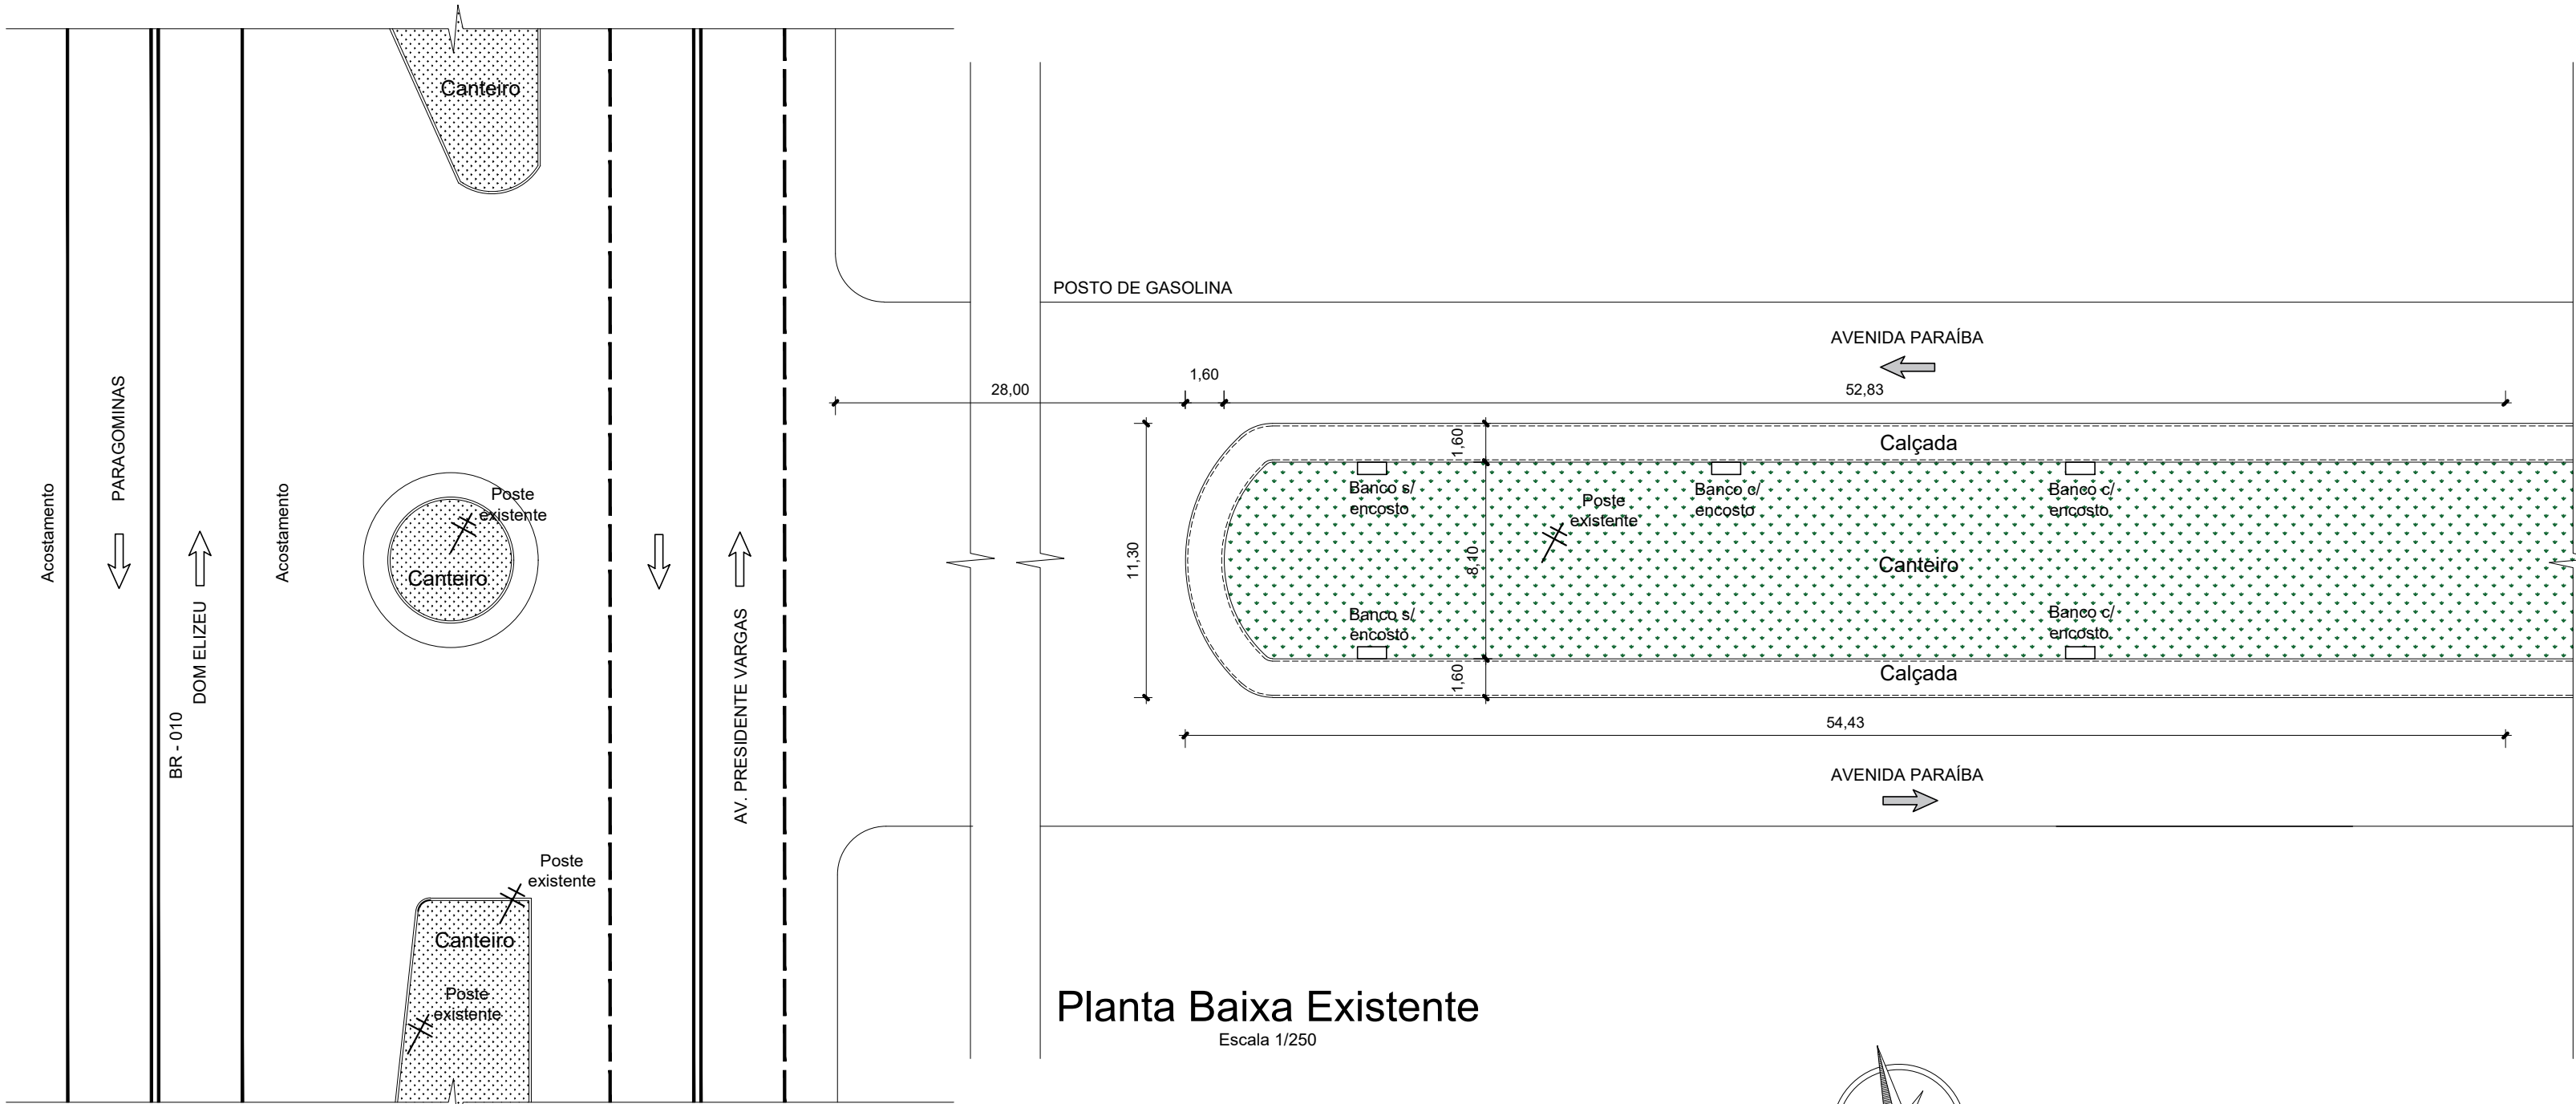 Canteiro
POSTO DE GASOLINA
AVENIDA PARAÍBA
1,60
28,00
52,83
PARAGOMINAS
Acostamento
Acostamento
DOM ELIZEU
BR - 010
Poste
existente
Canteiro
AV. PRESIDENTE VARGAS
11,30
1,60
8,10
1,60
Calçada
Banco s/
encosto
Banco c/
encosto
Banco c/
encosto
Poste
existente
Canteiro
Banco s/
encosto
Banco c/
encosto
Calçada
54,43
AVENIDA PARAÍBA
Poste
existente
Canteiro
Poste
existente
Planta Baixa Existente
Escala 1/250